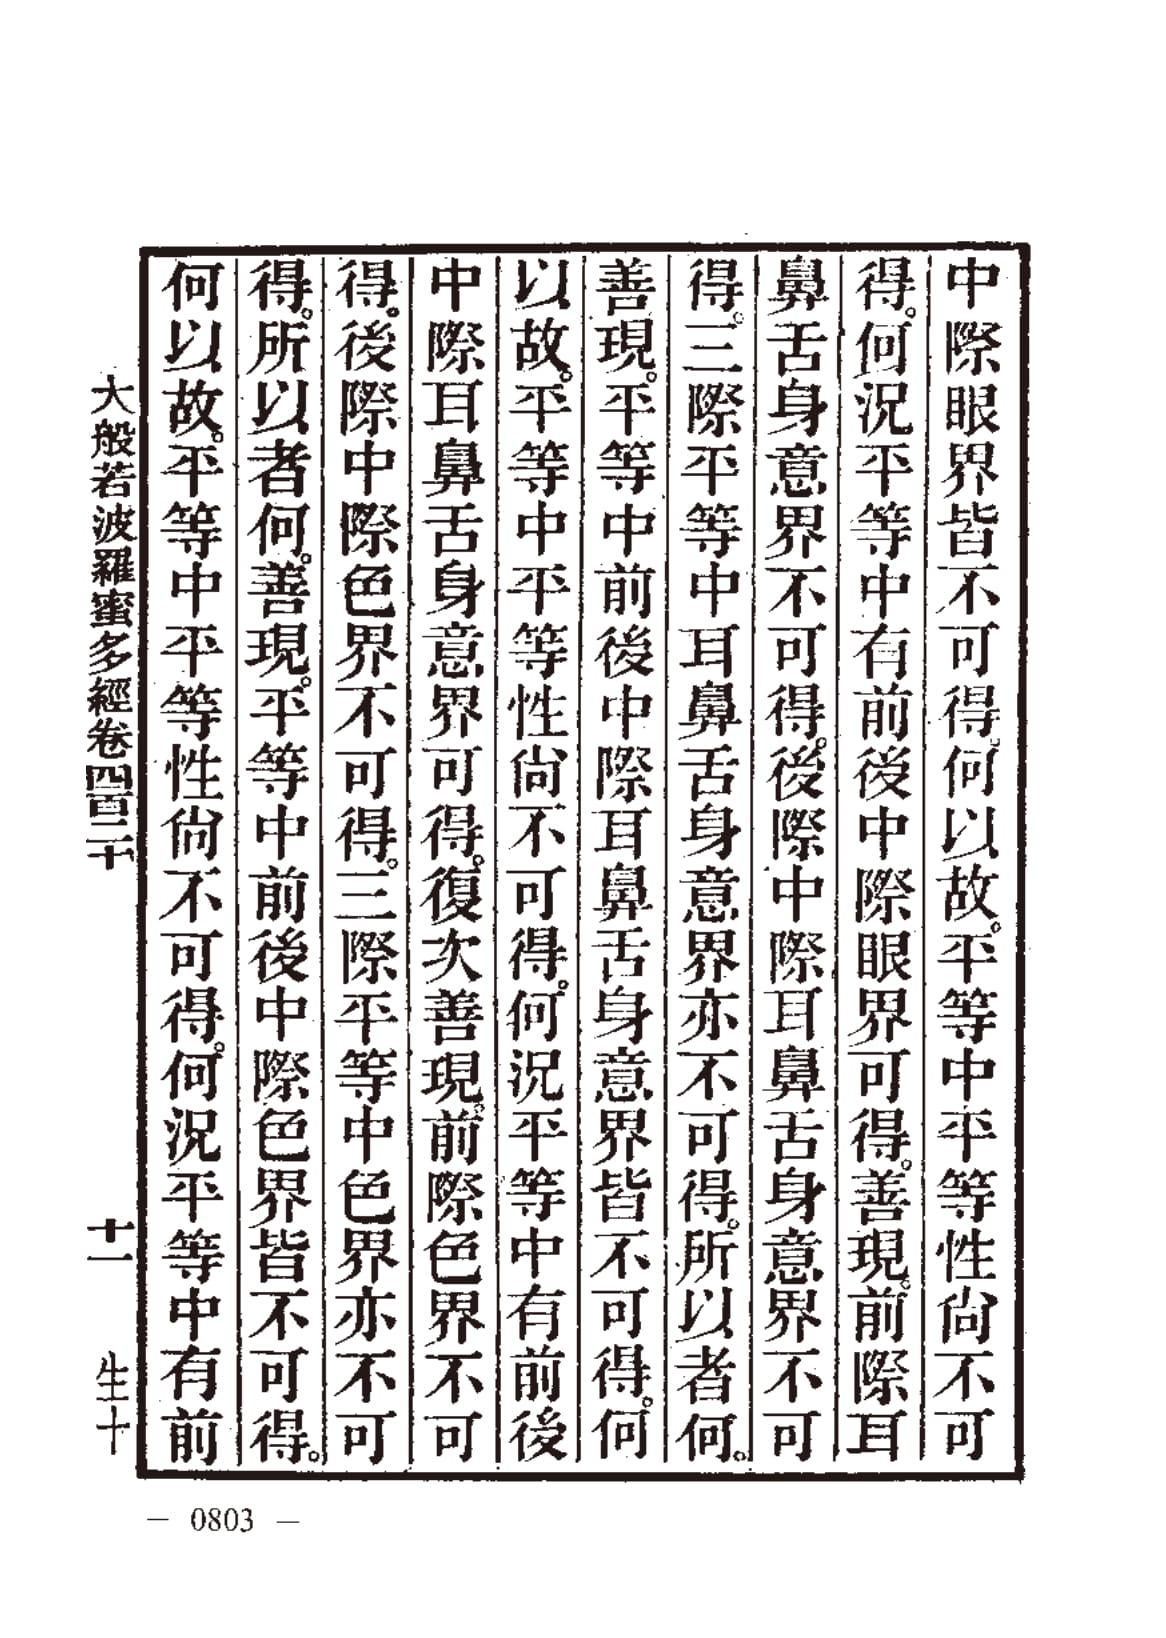 中際眼界皆不可得。何以故。平等中平等性尙不可
得。何況平等中有前後中際眼界可得。善現。前際耳
鼻舌身意界不可得。後際中際耳鼻舌身意界不可
得。三際平等中耳鼻舌身意界亦不可得。所以者何。
善現。平等中前後中際耳鼻舌身意界皆不可得。何
以故。平等中平等性尙不可得。何況平等中有前後
中際耳鼻舌身意界可得。復次善現。前際色界不可
得。後際中際色界不可得。三際平等中色界亦不可
得。所以者何。善現。平等中前後中際色界皆不可得。
何以故。平等中平等性尙不可得。何況平等中有前
大般若波羅蜜多經卷四百二十 十一 生十
— 0803 —